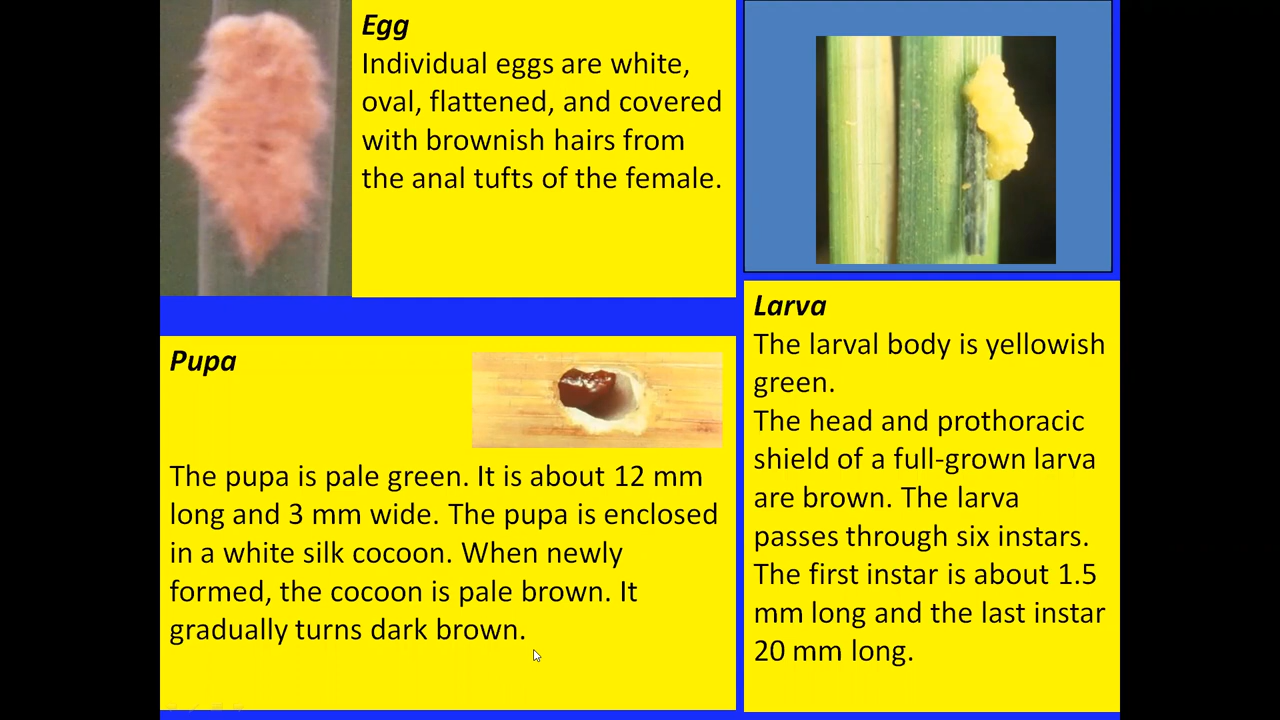 Egg
Individual eggs are white,
oval, flattened, and covered
with brownish hairs from
the anal tufts of the female.
Pupa
The pupa is pale green. It is about 12 mm
long and 3 mm wide. The pupa is enclosed
in a white silk cocoon. When newly
formed, the cocoon is pale brown. It
gradually turns dark brown.
Larva
The larval body is yellowish
green.
The head and prothoracic
shield of a full-grown larva
are brown. The larva
passes through six instars.
The first instar is about 1.5
mm long and the last instar
20 mm long.